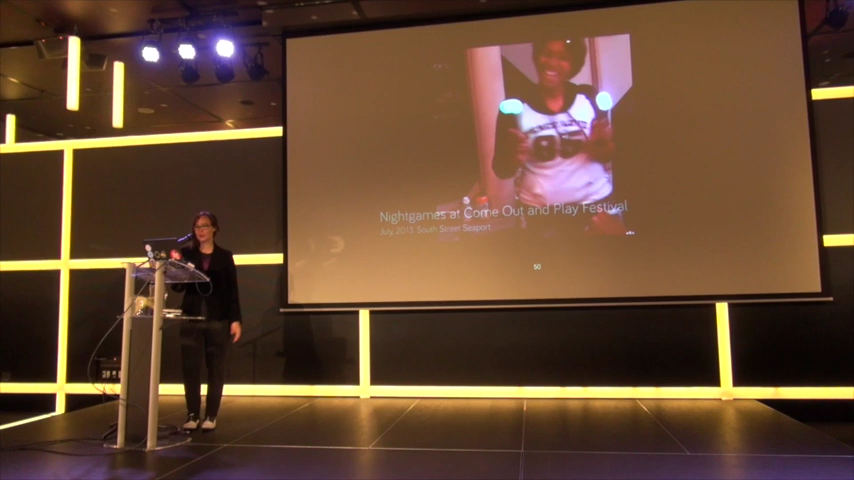 Nightgames at Come Out and Play Festival
July, 2013. South Street Seaport
50